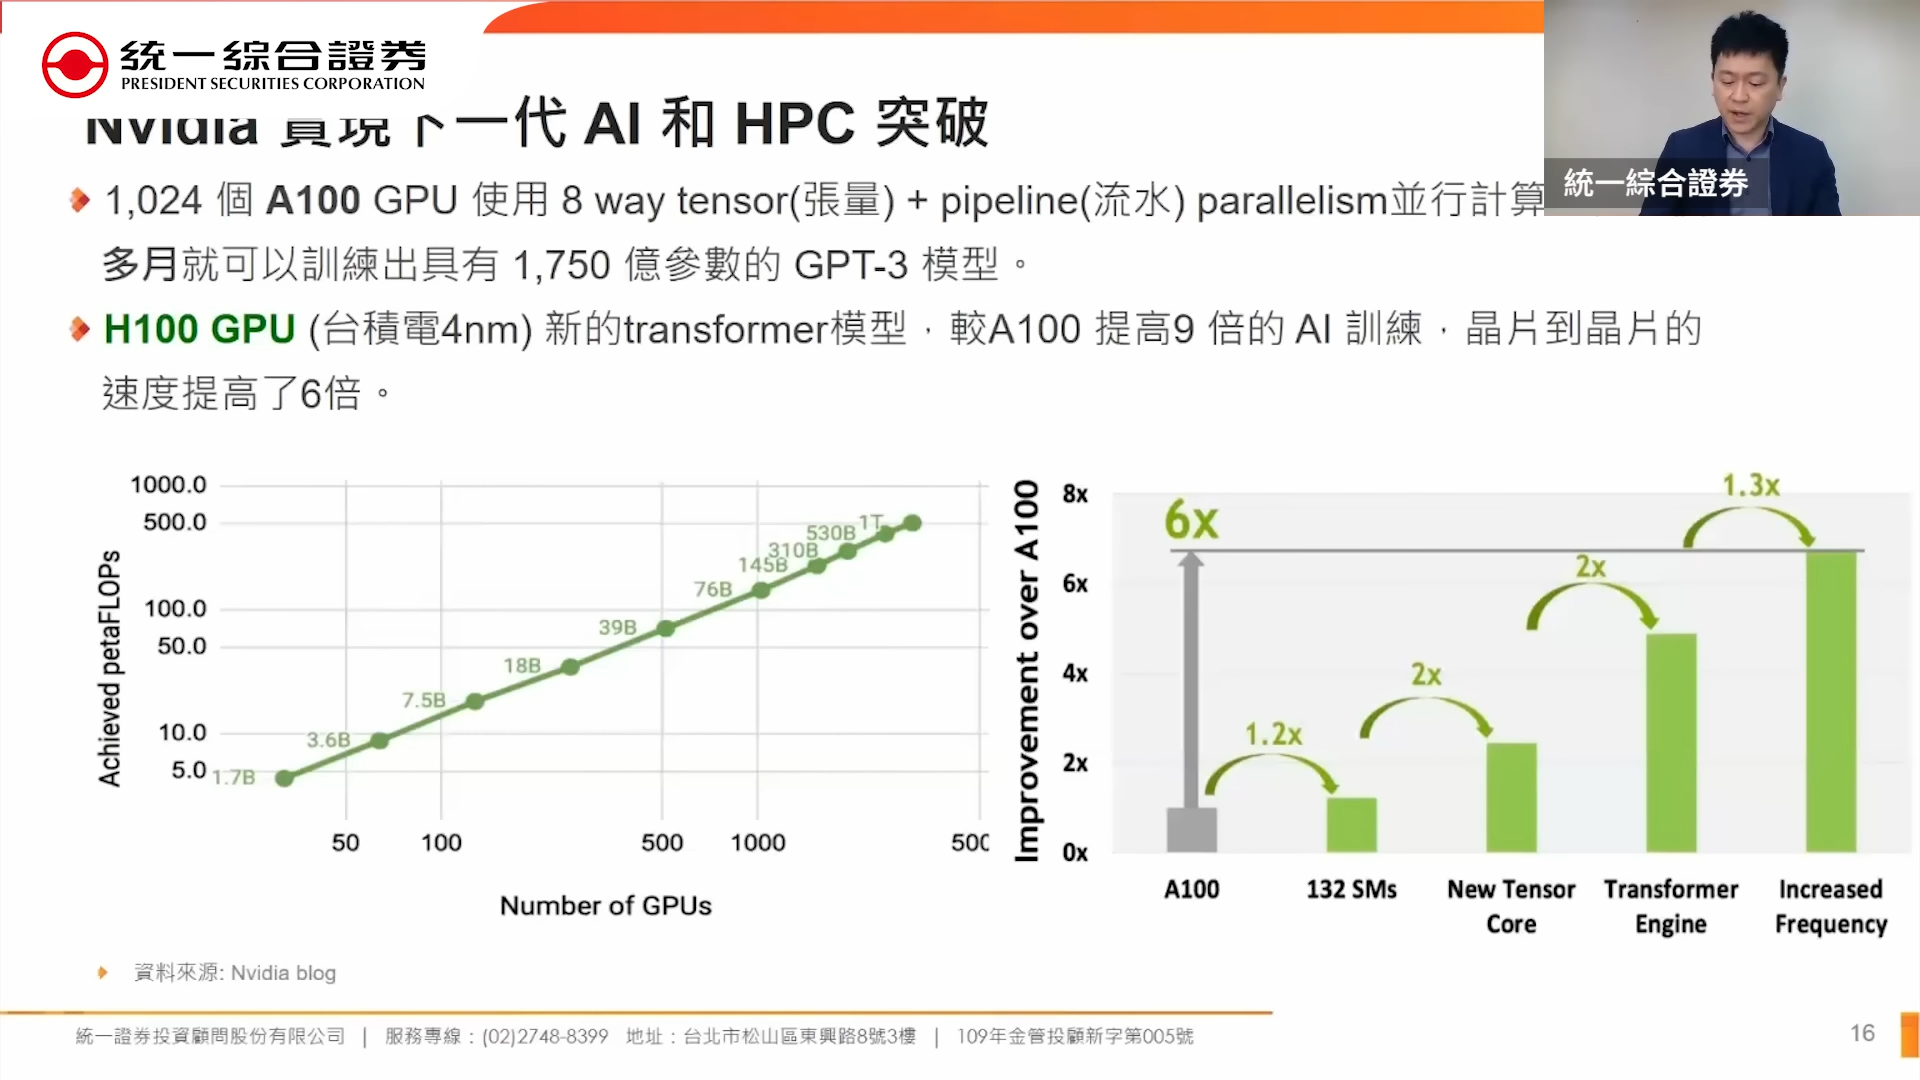 統一綜合證券
PRESIDENT SECURITIES CORPORATION
Nvidia 實現下一代 AI 和 HPC 突破
統一綜合證券
1,024 個 A100 GPU 使用 8 way tensor(張量) + pipeline(流水) parallelism並行計算
多月就可以訓練出具有 1,750 億參數的 GPT-3 模型。
H100 GPU (台積電4nm) 新的transformer模型，較A100 提高9 倍的 AI 訓練，晶片到晶片的
速度提高了6倍。
Achieved petaFLOPs
1000.0
500.0
100.0
50.0
10.0
5.0
1.7B
3.6B
7.5B
18B
39B
76B
145B
310B
530B
1T
50
100
500
1000
500
Number of GPUs
Improvement over A100
8x
6x
4x
2x
0x
6x
1.2x
2x
2x
1.3x
A100
132 SMs
New Tensor
Core
Transformer
Engine
Increased
Frequency
資料來源: Nvidia blog
統一證券投資顧問股份有限公司 | 服務專線：(02)2748-8399 地址：台北市松山區東興路8號3樓 | 109年金管投顧新字第005號
16